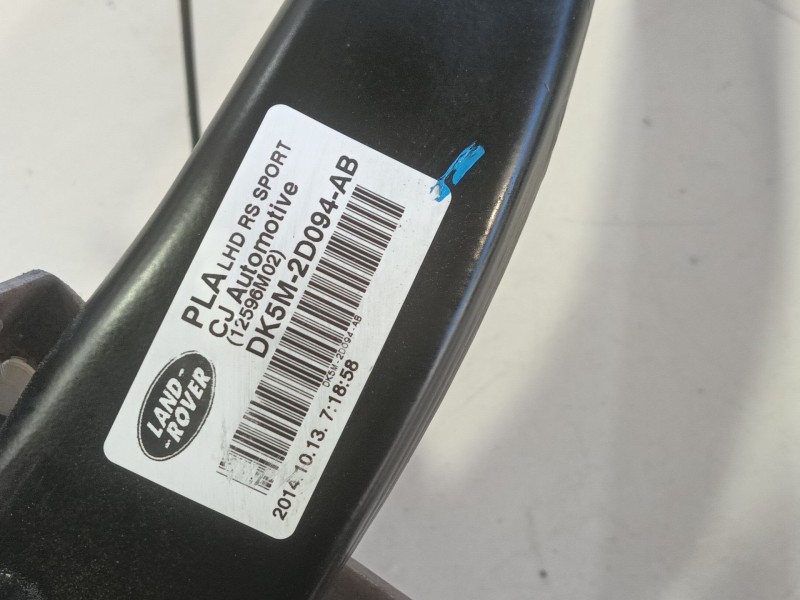 PLA LHD RS SPORT
CJ Automotive
(12596M02)
DK5M-2D094-AB
DK5M-2D094-AB
2014.10.13. 7:18:58
LAND-
-ROVER